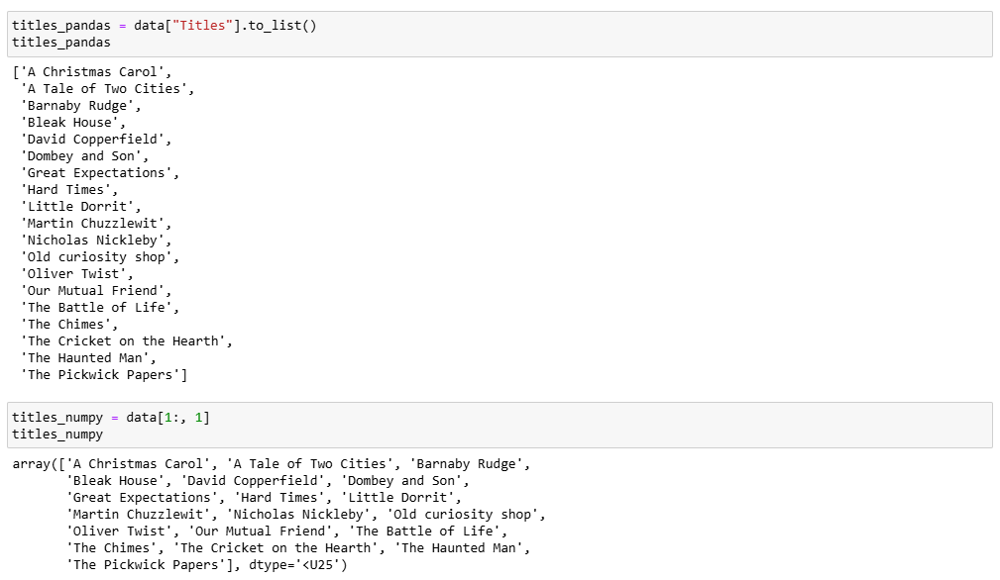 titles_pandas = data["Titles"].to_list()
titles_pandas
['A Christmas Carol',
 'A Tale of Two Cities',
 'Barnaby Rudge',
 'Bleak House',
 'David Copperfield',
 'Dombey and Son',
 'Great Expectations',
 'Hard Times',
 'Little Dorrit',
 'Martin Chuzzlewit',
 'Nicholas Nickleby',
 'Old curiosity shop',
 'Oliver Twist',
 'Our Mutual Friend',
 'The Battle of Life',
 'The Chimes',
 'The Cricket on the Hearth',
 'The Haunted Man',
 'The Pickwick Papers']
titles_numpy = data[1:, 1]
titles_numpy
array(['A Christmas Carol', 'A Tale of Two Cities', 'Barnaby Rudge',
       'Bleak House', 'David Copperfield', 'Dombey and Son',
       'Great Expectations', 'Hard Times', 'Little Dorrit',
       'Martin Chuzzlewit', 'Nicholas Nickleby', 'Old curiosity shop',
       'Oliver Twist', 'Our Mutual Friend', 'The Battle of Life',
       'The Chimes', 'The Cricket on the Hearth', 'The Haunted Man',
       'The Pickwick Papers'], dtype='<U25')